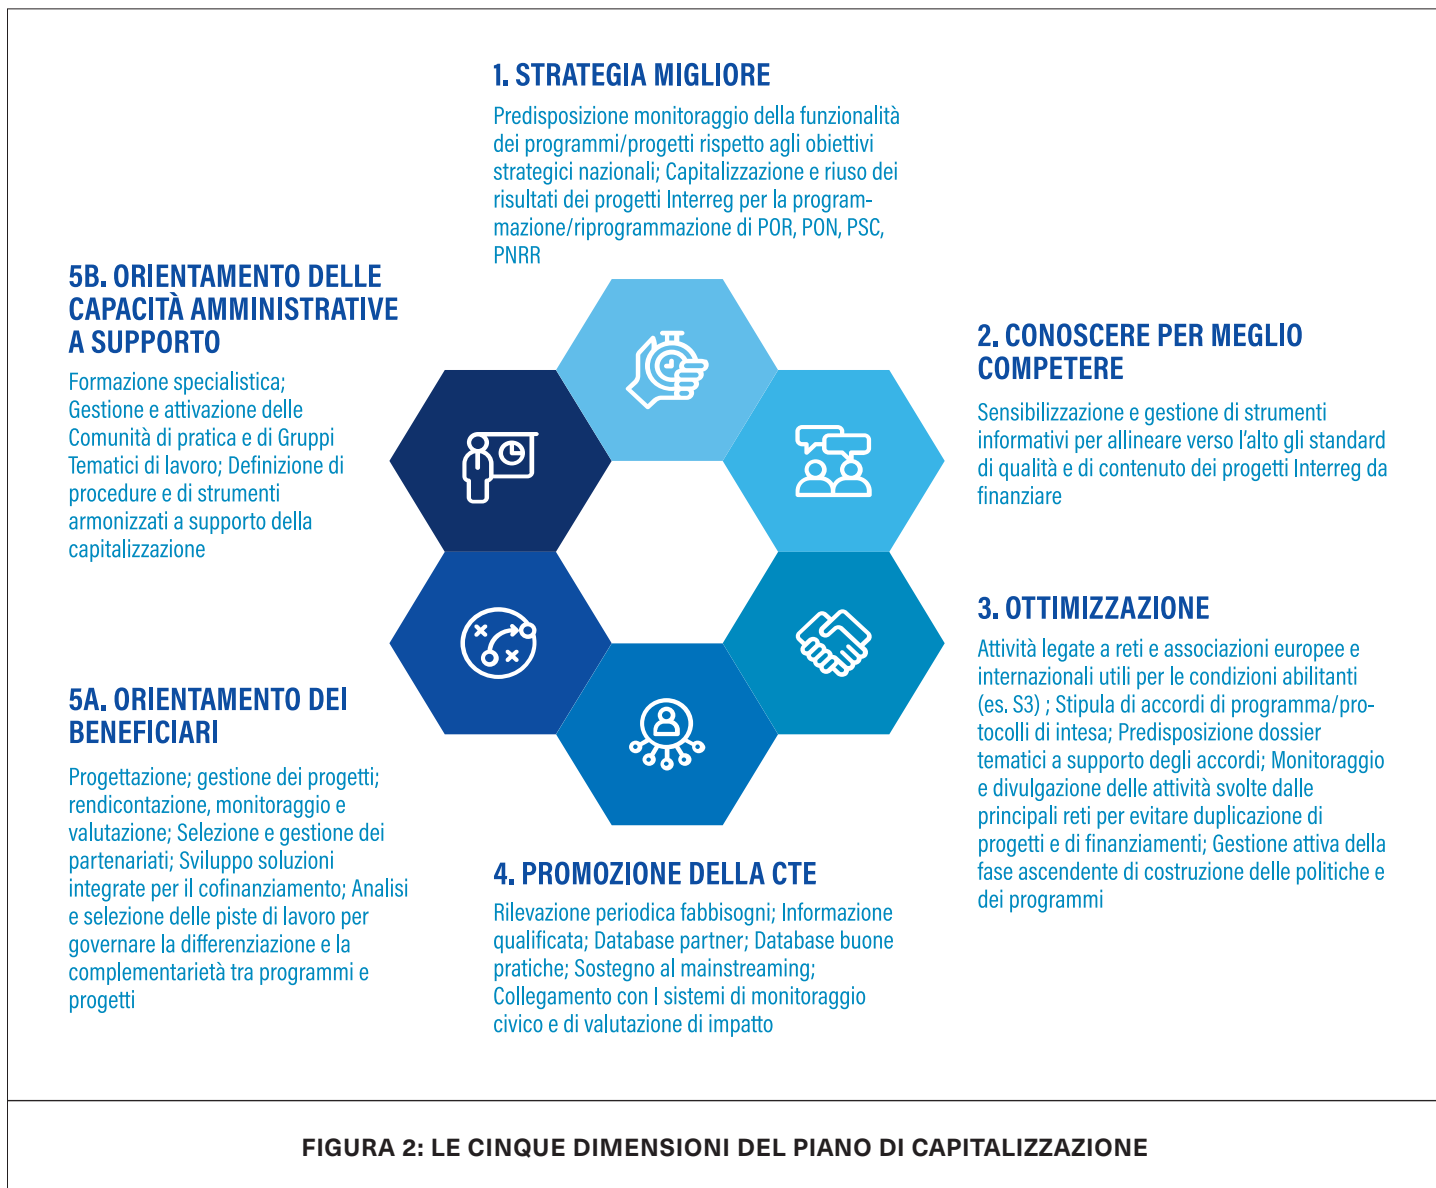 1. STRATEGIA MIGLIORE
Predisposizione monitoraggio della funzionalità
dei programmi/progetti rispetto agli obiettivi
strategici nazionali; Capitalizzazione e riuso dei
risultati dei progetti Interreg per la program-
mazione/riprogrammazione di POR, PON, PSC,
PNRR
2. CONOSCERE PER MEGLIO
COMPETERE
Sensibilizzazione e gestione di strumenti
informativi per allineare verso l'alto gli standard
di qualità e di contenuto dei progetti Interreg da
finanziare
3. OTTIMIZZAZIONE
Attività legate a reti e associazioni europee e
internazionali utili per le condizioni abilitanti
(es. S3) ; Stipula di accordi di programma/pro-
tocolli di intesa; Predisposizione dossier
tematici a supporto degli accordi; Monitoraggio
e divulgazione delle attività svolte dalle
principali reti per evitare duplicazione di
progetti e di finanziamenti; Gestione attiva della
fase ascendente di costruzione delle politiche e
dei programmi
4. PROMOZIONE DELLA CTE
Rilevazione periodica fabbisogni; Informazione
qualificata; Database partner; Database buone
pratiche; Sostegno al mainstreaming;
Collegamento con I sistemi di monitoraggio
civico e di valutazione di impatto
5A. ORIENTAMENTO DEI
BENEFICIARI
Progettazione; gestione dei progetti;
rendicontazione, monitoraggio e
valutazione; Selezione e gestione dei
partenariati; Sviluppo soluzioni
integrate per il cofinanziamento; Analisi
e selezione delle piste di lavoro per
governare la differenziazione e la
complementarietà tra programmi e
progetti
5B. ORIENTAMENTO DELLE
CAPACITÀ AMMINISTRATIVE
A SUPPORTO
Formazione specialistica;
Gestione e attivazione delle
Comunità di pratica e di Gruppi
Tematici di lavoro; Definizione di
procedure e di strumenti
armonizzati a supporto della
capitalizzazione
FIGURA 2: LE CINQUE DIMENSIONI DEL PIANO DI CAPITALIZZAZIONE